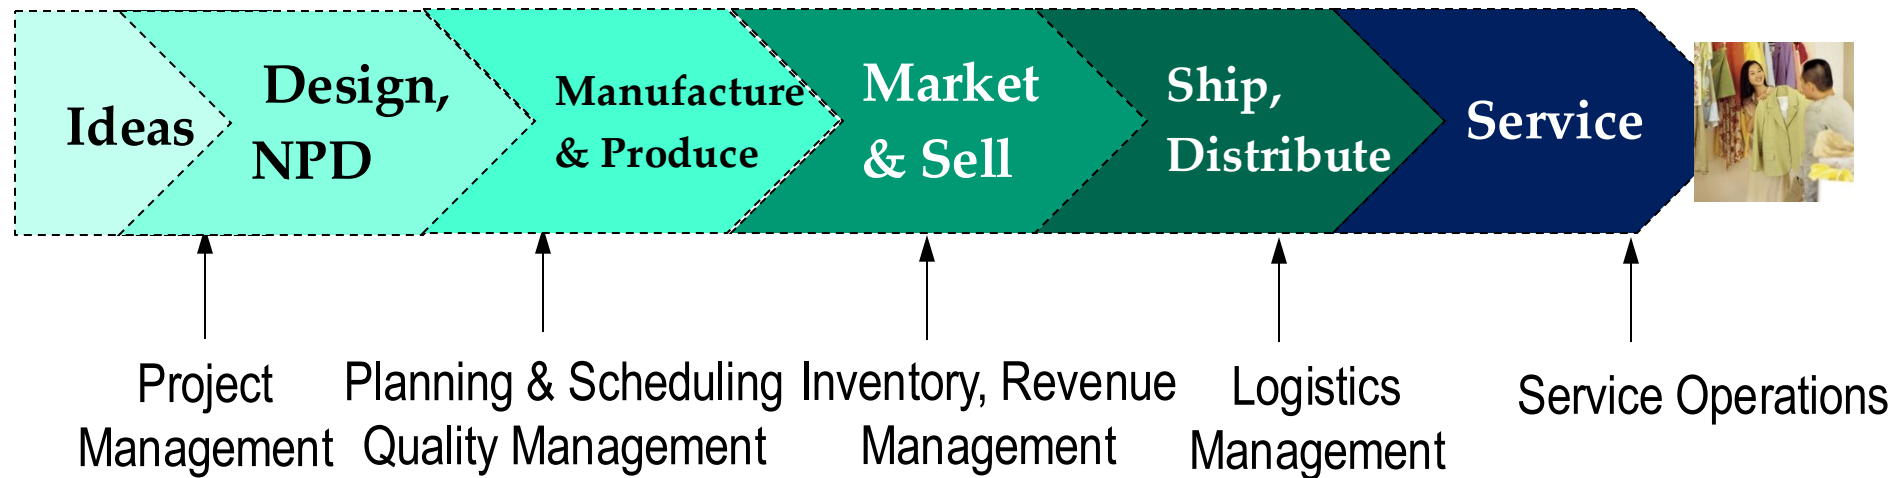 Ideas
Design,
NPD
Manufacture
& Produce
Market
& Sell
Ship,
Distribute
Service
Project
Management
Planning & Scheduling
Quality Management
Inventory, Revenue
Management
Logistics
Management
Service Operations